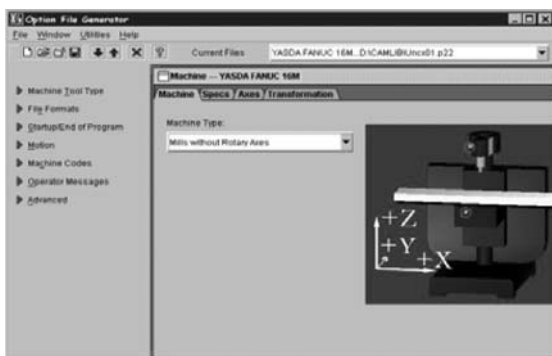 Option File Generator
File Window Utilities Help
Current Files YASDA FANUC 16M...D:\CAMLIB\Uncx01.p22
Machine --- YASDA FANUC 16M
Machine Specs Axes Transformation
Machine Tool Type
File Formats
Startup/End of Program
Motion
Machine Codes
Operator Messages
Advanced
Machine Type:
Mills without Rotary Axes
+Z
+Y
+X